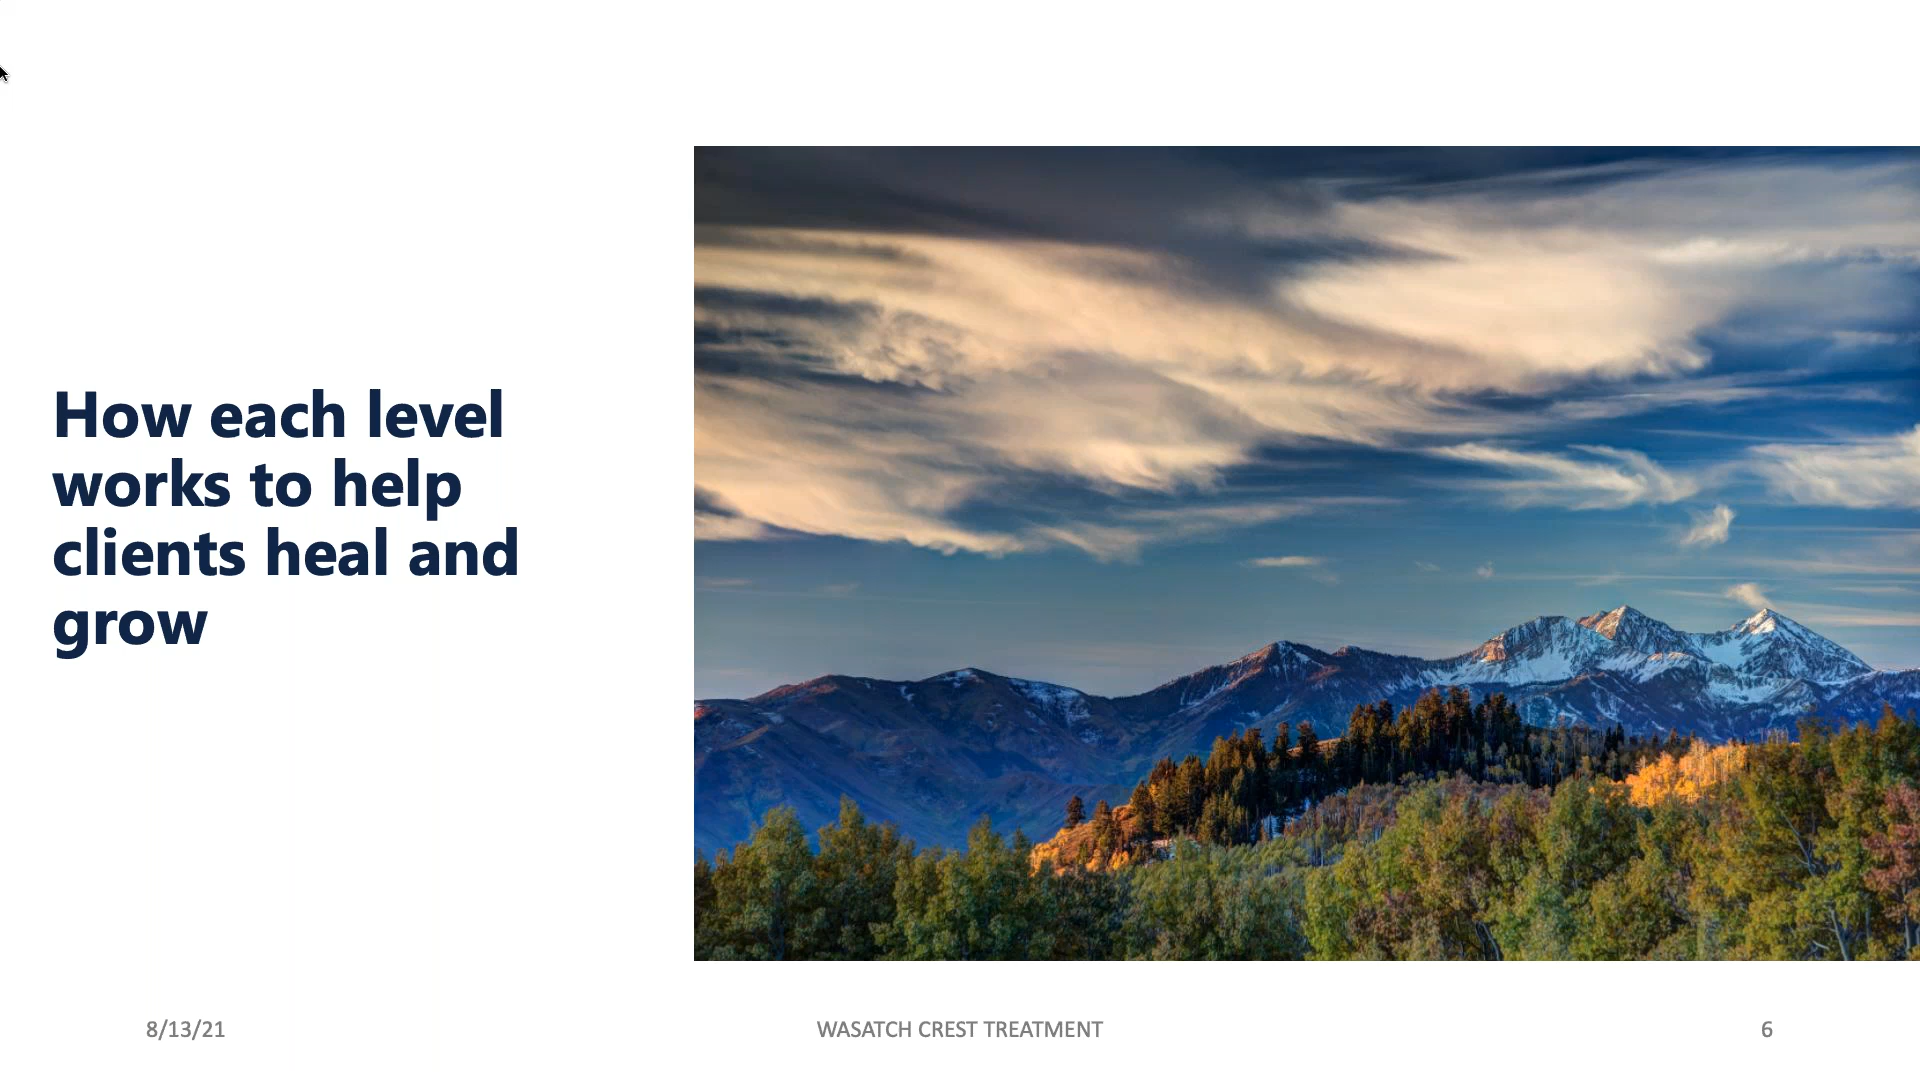 How each level
works to help
clients heal and
grow
8/13/21
WASATCH CREST TREATMENT
6